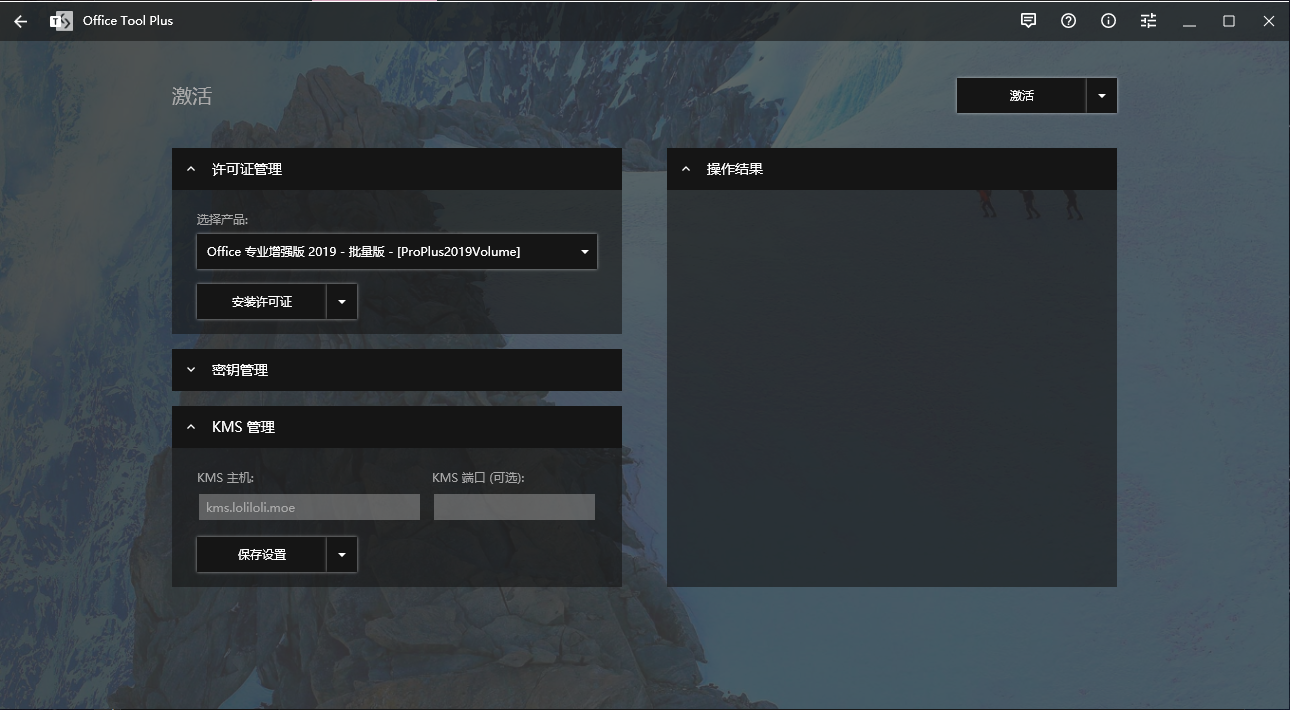 Office Tool Plus
激活
激活
许可证管理
选择产品:
Office 专业增强版 2019 - 批量版 - [ProPlus2019Volume]
安装许可证
密钥管理
KMS 管理
KMS 主机:
KMS 端口 (可选):
kms.loliloli.moe
保存设置
操作结果